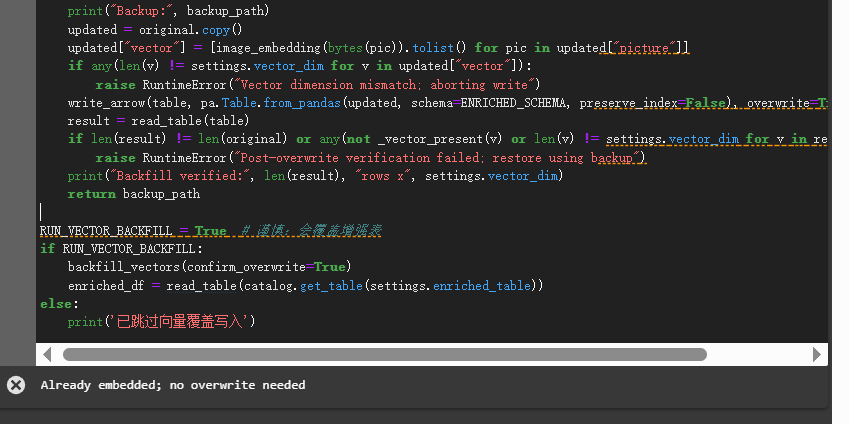 print("Backup:", backup_path)
updated = original.copy()
updated["vector"] = [image_embedding(bytes(pic)).tolist() for pic in updated["picture"]]
if any(len(v) != settings.vector_dim for v in updated["vector"]):
raise RuntimeError("Vector dimension mismatch; aborting write")
write_arrow(table, pa.Table.from_pandas(updated, schema=ENRICHED_SCHEMA, preserve_index=False), overwrite=T
result = read_table(table)
if len(result) != len(original) or any(not _vector_present(v) or len(v) != settings.vector_dim for v in re
raise RuntimeError("Post-overwrite verification failed; restore using backup")
print("Backfill verified:", len(result), "rows x", settings.vector_dim)
return backup_path
RUN_VECTOR_BACKFILL = True # 谨慎：会覆盖增强表
if RUN_VECTOR_BACKFILL:
backfill_vectors(confirm_overwrite=True)
enriched_df = read_table(catalog.get_table(settings.enriched_table))
else:
print('已跳过向量覆盖写入')
Already embedded; no overwrite needed